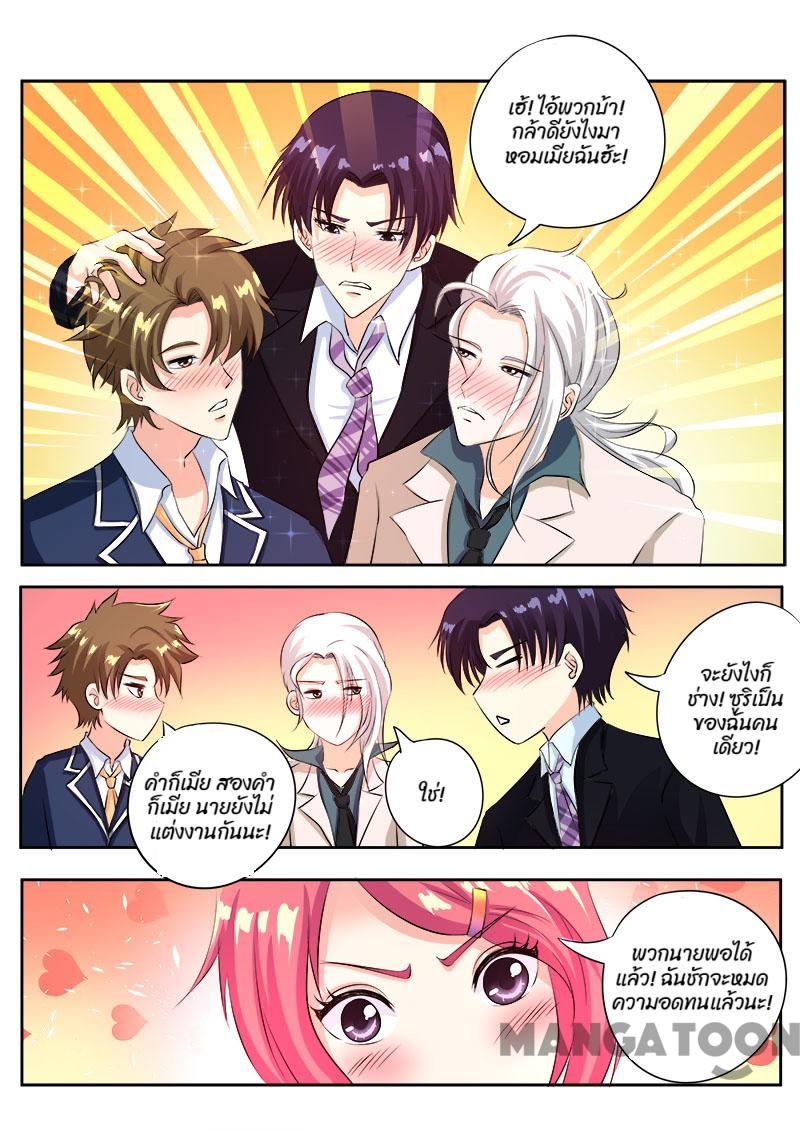 เฮ้! ไอ้พวกบ้า!
กล้าดียังไงมา
หอมเมียฉันฮะ!
คำก็เมีย สองคำ
ก็เมีย นายยังไม่
แต่งงานกันนะ!
ใช่!
จะยังไงก็
ช่าง! ซูริเป็น
ของฉันคน
เดียว!
พวกนายพอได้
แล้ว! ฉันชักจะหมด
ความอดทนแล้วนะ!
MANGATOON